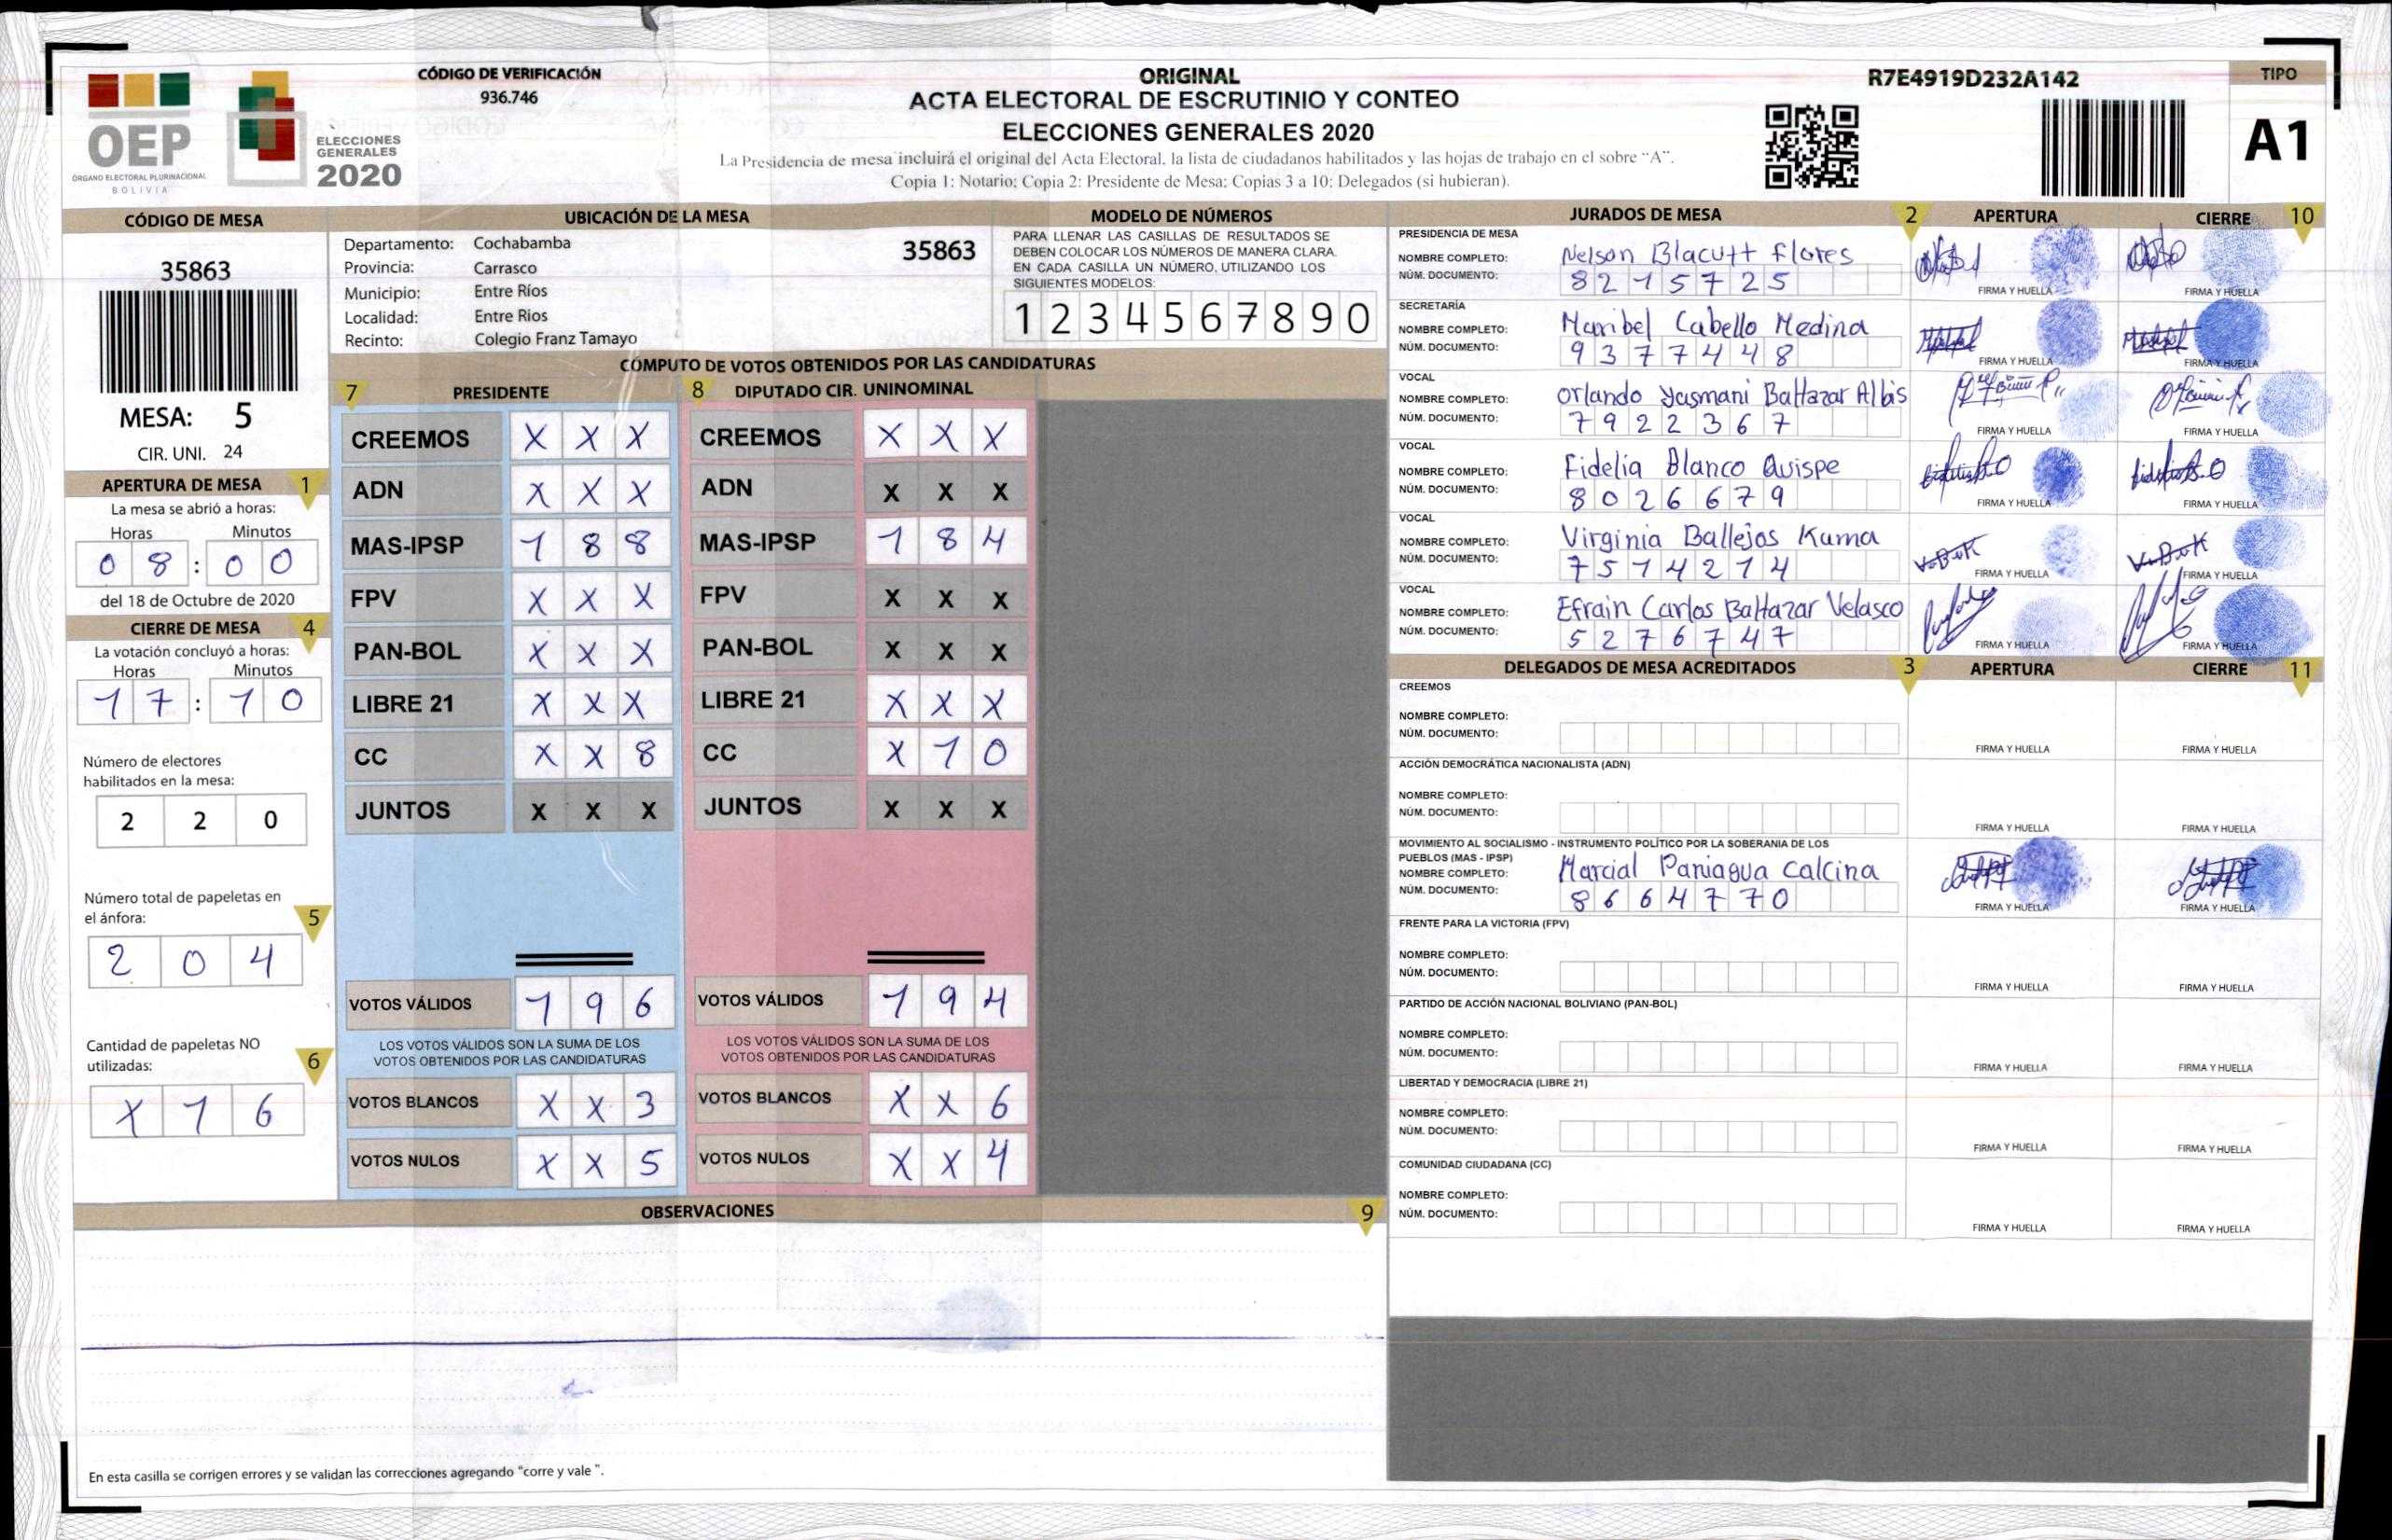 OEP
ÓRGANO ELECTORAL PLURINACIONAL
BOLIVIA
ELECCIONES
GENERALES
2020
CÓDIGO DE VERIFICACIÓN
936.746
ORIGINAL
ACTA ELECTORAL DE ESCRUTINIO Y CONTEO
ELECCIONES GENERALES 2020
La Presidencia de mesa incluirá el original del Acta Electoral, la lista de ciudadanos habilitados y las hojas de trabajo en el sobre "A".
Copia 1: Notario; Copia 2: Presidente de Mesa; Copias 3 a 10: Delegados (si hubieran).
R7E4919D232A142
TIPO
A1
CÓDIGO DE MESA
35863
MESA: 5
CIR. UNI. 24
APERTURA DE MESA 1
La mesa se abrió a horas:
Horas Minutos
0 8 : 0 0
del 18 de Octubre de 2020
CIERRE DE MESA 4
La votación concluyó a horas:
Horas Minutos
1 7 : 1 0
Número de electores
habilitados en la mesa:
2 2 0
Número total de papeletas en
el ánfora: 5
2 0 4
Cantidad de papeletas NO
utilizadas: 6
X 1 6
UBICACIÓN DE LA MESA
Departamento: Cochabamba 35863
Provincia: Carrasco
Municipio: Entre Ríos
Localidad: Entre Rios
Recinto: Colegio Franz Tamayo
MODELO DE NÚMEROS
PARA LLENAR LAS CASILLAS DE RESULTADOS SE
DEBEN COLOCAR LOS NÚMEROS DE MANERA CLARA.
EN CADA CASILLA UN NÚMERO, UTILIZANDO LOS
SIGUIENTES MODELOS:
1 2 3 4 5 6 7 8 9 0
CÓMPUTO DE VOTOS OBTENIDOS POR LAS CANDIDATURAS
7 PRESIDENTE
CREEMOS X X X
ADN X X X
MAS-IPSP 1 8 8
FPV X X X
PAN-BOL X X X
LIBRE 21 X X X
CC X X 8
JUNTOS X X X
VOTOS VÁLIDOS 1 9 6
LOS VOTOS VÁLIDOS SON LA SUMA DE LOS
VOTOS OBTENIDOS POR LAS CANDIDATURAS
VOTOS BLANCOS X X 3
VOTOS NULOS X X 5
8 DIPUTADO CIR. UNINOMINAL
CREEMOS X X X
ADN X X X
MAS-IPSP 1 8 4
FPV X X X
PAN-BOL X X X
LIBRE 21 X X X
CC X 1 0
JUNTOS X X X
VOTOS VÁLIDOS 1 9 4
LOS VOTOS VÁLIDOS SON LA SUMA DE LOS
VOTOS OBTENIDOS POR LAS CANDIDATURAS
VOTOS BLANCOS X X 6
VOTOS NULOS X X 4
OBSERVACIONES 9
En esta casilla se corrigen errores y se validan las correcciones agregando "corre y vale ".
JURADOS DE MESA 2 APERTURA CIERRE 10
PRESIDENCIA DE MESA
NOMBRE COMPLETO: Nelson Blacutt flores
NÚM. DOCUMENTO: 8 2 1 5 7 2 5
FIRMA Y HUELLA FIRMA Y HUELLA
SECRETARÍA
NOMBRE COMPLETO: Maribel Cabello Medina
NÚM. DOCUMENTO: 9 3 7 7 4 4 8
FIRMA Y HUELLA FIRMA Y HUELLA
VOCAL
NOMBRE COMPLETO: Orlando Yasmani Baltazar Albis
NÚM. DOCUMENTO: 7 9 2 2 3 6 7
FIRMA Y HUELLA FIRMA Y HUELLA
VOCAL
NOMBRE COMPLETO: Fidelia Blanco Quispe
NÚM. DOCUMENTO: 8 0 2 6 6 7 9
FIRMA Y HUELLA FIRMA Y HUELLA
VOCAL
NOMBRE COMPLETO: Virginia Ballejos Kuma
NÚM. DOCUMENTO: 7 5 1 4 2 1 4
FIRMA Y HUELLA FIRMA Y HUELLA
VOCAL
NOMBRE COMPLETO: Efrain Carlos Baltazar Velasco
NÚM. DOCUMENTO: 5 2 7 6 7 4 7
FIRMA Y HUELLA FIRMA Y HUELLA
DELEGADOS DE MESA ACREDITADOS 3 APERTURA CIERRE 11
CREEMOS
NOMBRE COMPLETO:
NÚM. DOCUMENTO:
FIRMA Y HUELLA FIRMA Y HUELLA
ACCIÓN DEMOCRÁTICA NACIONALISTA (ADN)
NOMBRE COMPLETO:
NÚM. DOCUMENTO:
FIRMA Y HUELLA FIRMA Y HUELLA
MOVIMIENTO AL SOCIALISMO - INSTRUMENTO POLÍTICO POR LA SOBERANIA DE LOS
PUEBLOS (MAS - IPSP)
NOMBRE COMPLETO: Marcial Paniagua Calcina
NÚM. DOCUMENTO: 8 6 6 4 7 7 0
FIRMA Y HUELLA FIRMA Y HUELLA
FRENTE PARA LA VICTORIA (FPV)
NOMBRE COMPLETO:
NÚM. DOCUMENTO:
FIRMA Y HUELLA FIRMA Y HUELLA
PARTIDO DE ACCIÓN NACIONAL BOLIVIANO (PAN-BOL)
NOMBRE COMPLETO:
NÚM. DOCUMENTO:
FIRMA Y HUELLA FIRMA Y HUELLA
LIBERTAD Y DEMOCRACIA (LIBRE 21)
NOMBRE COMPLETO:
NÚM. DOCUMENTO:
FIRMA Y HUELLA FIRMA Y HUELLA
COMUNIDAD CIUDADANA (CC)
NOMBRE COMPLETO:
NÚM. DOCUMENTO:
FIRMA Y HUELLA FIRMA Y HUELLA